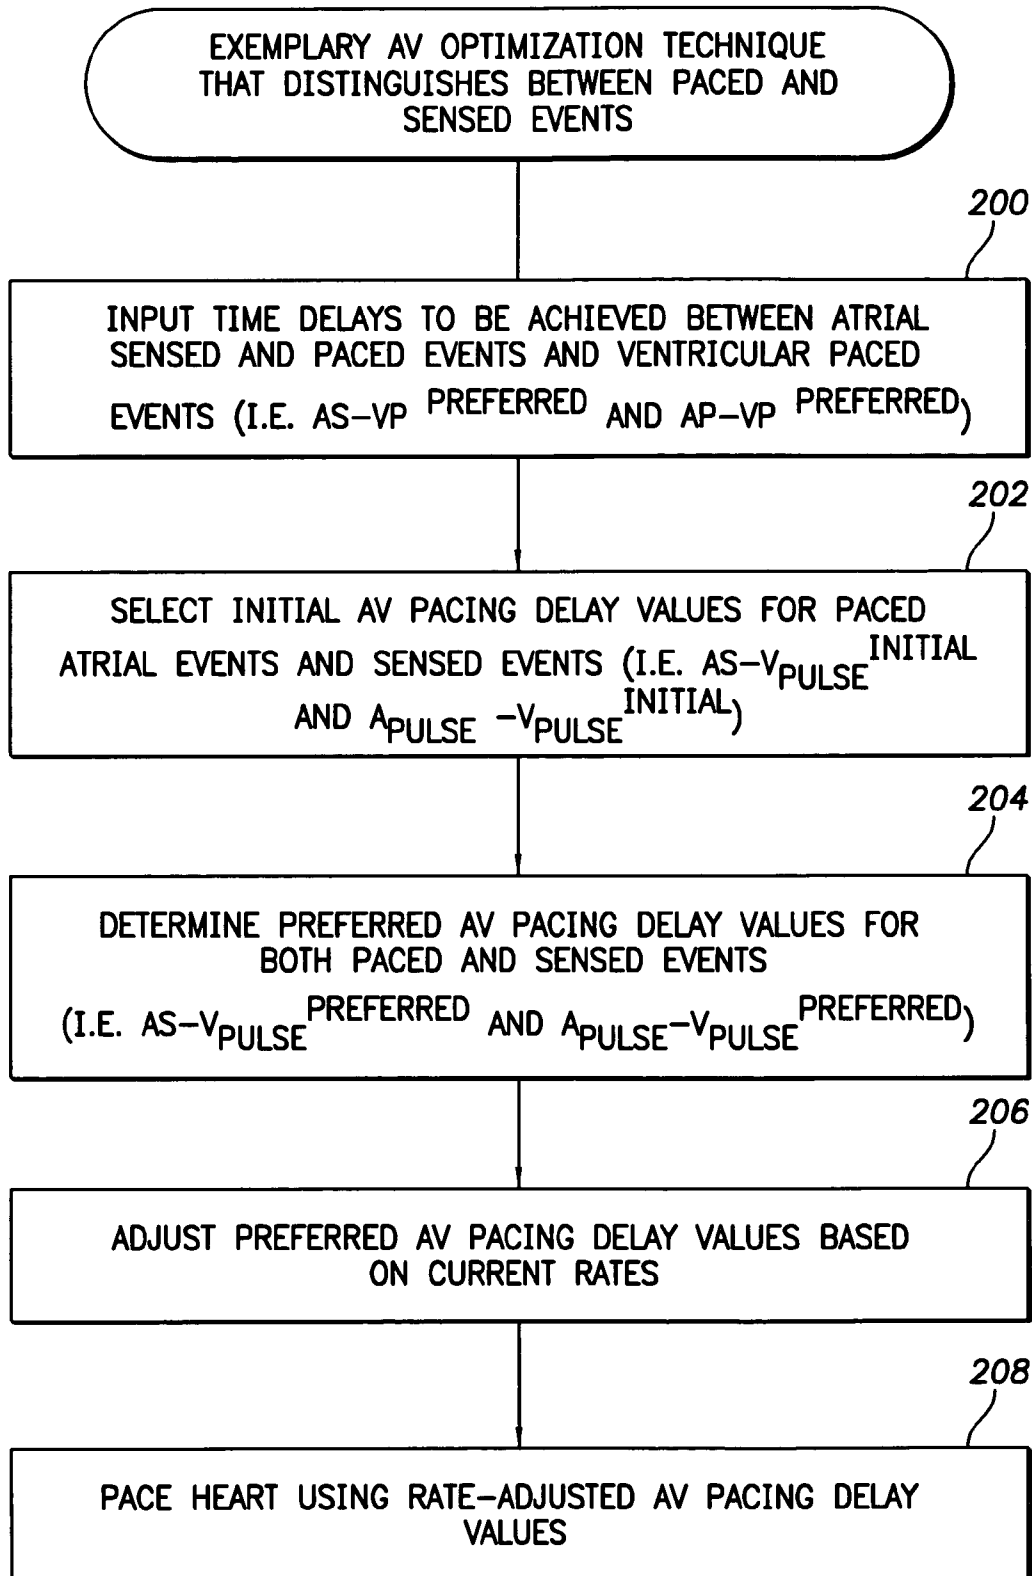 EXEMPLARY AV OPTIMIZATION TECHNIQUE
THAT DISTINGUISHES BETWEEN PACED AND
SENSED EVENTS
200
INPUT TIME DELAYS TO BE ACHIEVED BETWEEN ATRIAL
SENSED AND PACED EVENTS AND VENTRICULAR PACED
EVENTS (I.E. AS-VP PREFERRED AND AP-VP PREFERRED)
202
SELECT INITIAL AV PACING DELAY VALUES FOR PACED
ATRIAL EVENTS AND SENSED EVENTS (I.E. AS-VPULSE INITIAL
AND APULSE -VPULSE INITIAL)
204
DETERMINE PREFERRED AV PACING DELAY VALUES FOR
BOTH PACED AND SENSED EVENTS
(I.E. AS-VPULSE PREFERRED AND APULSE-VPULSE PREFERRED)
206
ADJUST PREFERRED AV PACING DELAY VALUES BASED
ON CURRENT RATES
208
PACE HEART USING RATE-ADJUSTED AV PACING DELAY
VALUES